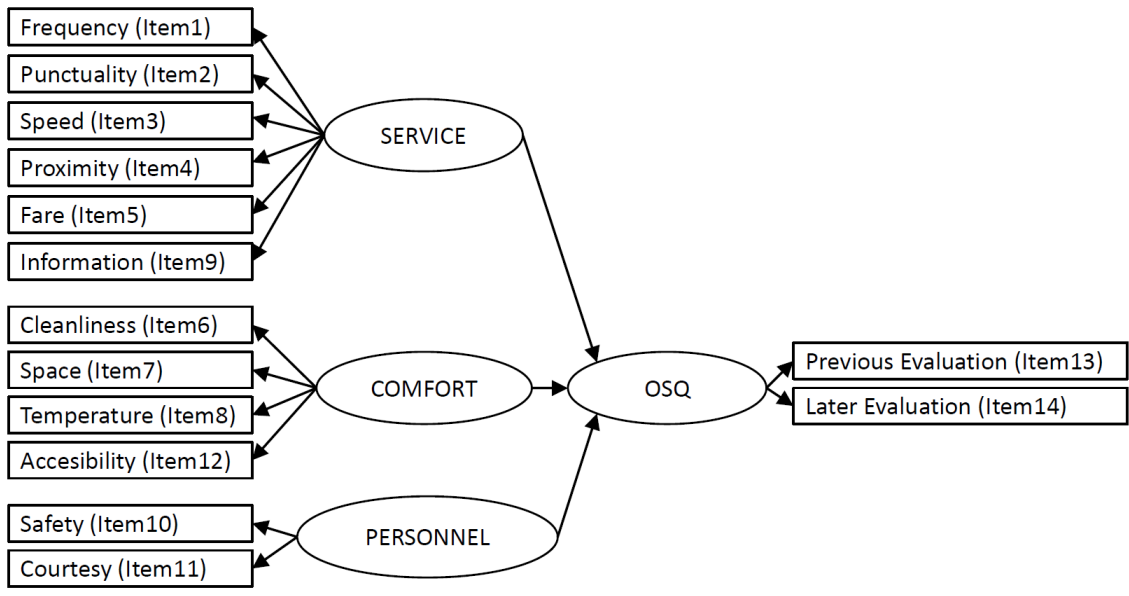 Frequency (Item1)
Punctuality (Item2)
Speed (Item3)
Proximity (Item4)
Fare (Item5)
Information (Item9)
SERVICE
Cleanliness (Item6)
Space (Item7)
Temperature (Item8)
Accesibility (Item12)
COMFORT
Safety (Item10)
Courtesy (Item11)
PERSONNEL
OSQ
Previous Evaluation (Item13)
Later Evaluation (Item14)